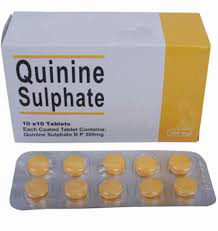 Quinine
Sulphate
10 x10 Tablets
Each Coated Tablet Contains:
Quinine Sulphate B.P 300mg